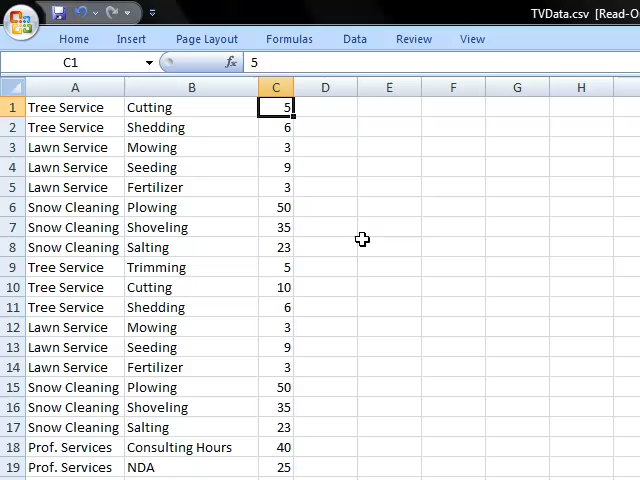 TVData.csv [Read-O
Home Insert Page Layout Formulas Data Review View
C1 fx 5
A B C D E F G H
1 Tree Service Cutting 5
2 Tree Service Shedding 6
3 Lawn Service Mowing 3
4 Lawn Service Seeding 9
5 Lawn Service Fertilizer 3
6 Snow Cleaning Plowing 50
7 Snow Cleaning Shoveling 35
8 Snow Cleaning Salting 23
9 Tree Service Trimming 5
10 Tree Service Cutting 10
11 Tree Service Shedding 6
12 Lawn Service Mowing 3
13 Lawn Service Seeding 9
14 Lawn Service Fertilizer 3
15 Snow Cleaning Plowing 50
16 Snow Cleaning Shoveling 35
17 Snow Cleaning Salting 23
18 Prof. Services Consulting Hours 40
19 Prof. Services NDA 25